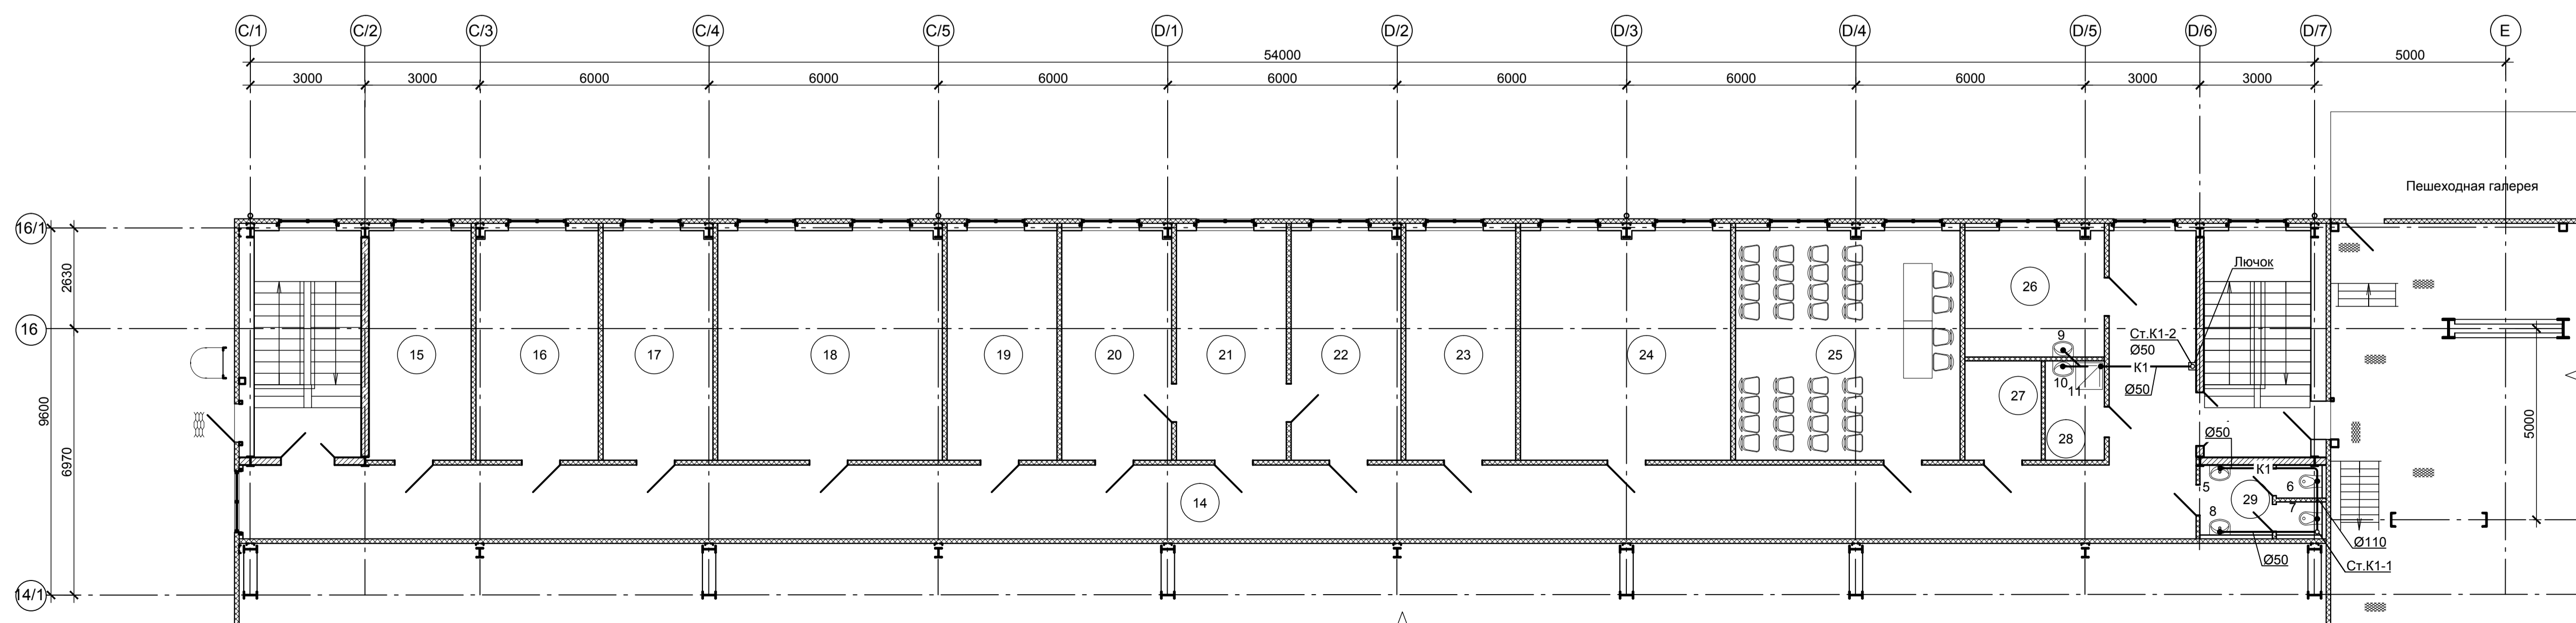 C/1 C/2 C/3 C/4 C/5 D/1 D/2 D/3 D/4 D/5 D/6 D/7 E
54000 5000
3000 3000 6000 6000 6000 6000 6000 6000 6000 3000 3000
Пешеходная галерея
16/1
2630
Лючок
26
16
9
Ст.К1-2
Ø50
15 16 17 18 19 20 21 22 23 24 25
К1
10
11
Ø50
27
9600
6970
5000
28
Ø50
К1
5
6
14
29
7
8
Ø110
Ø50
Ст.К1-1
14/1